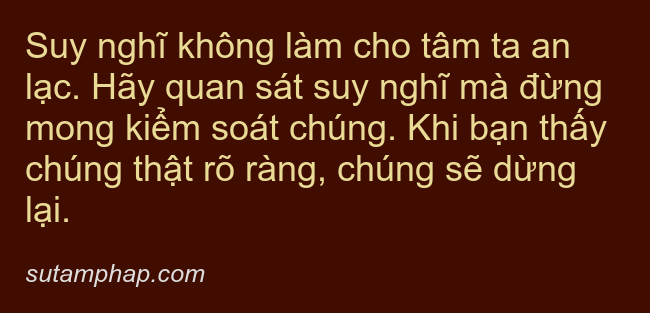 Suy nghĩ không làm cho tâm ta an
lạc. Hãy quan sát suy nghĩ mà đừng
mong kiểm soát chúng. Khi bạn thấy
chúng thật rõ ràng, chúng sẽ dừng
lại.
sutamphap.com